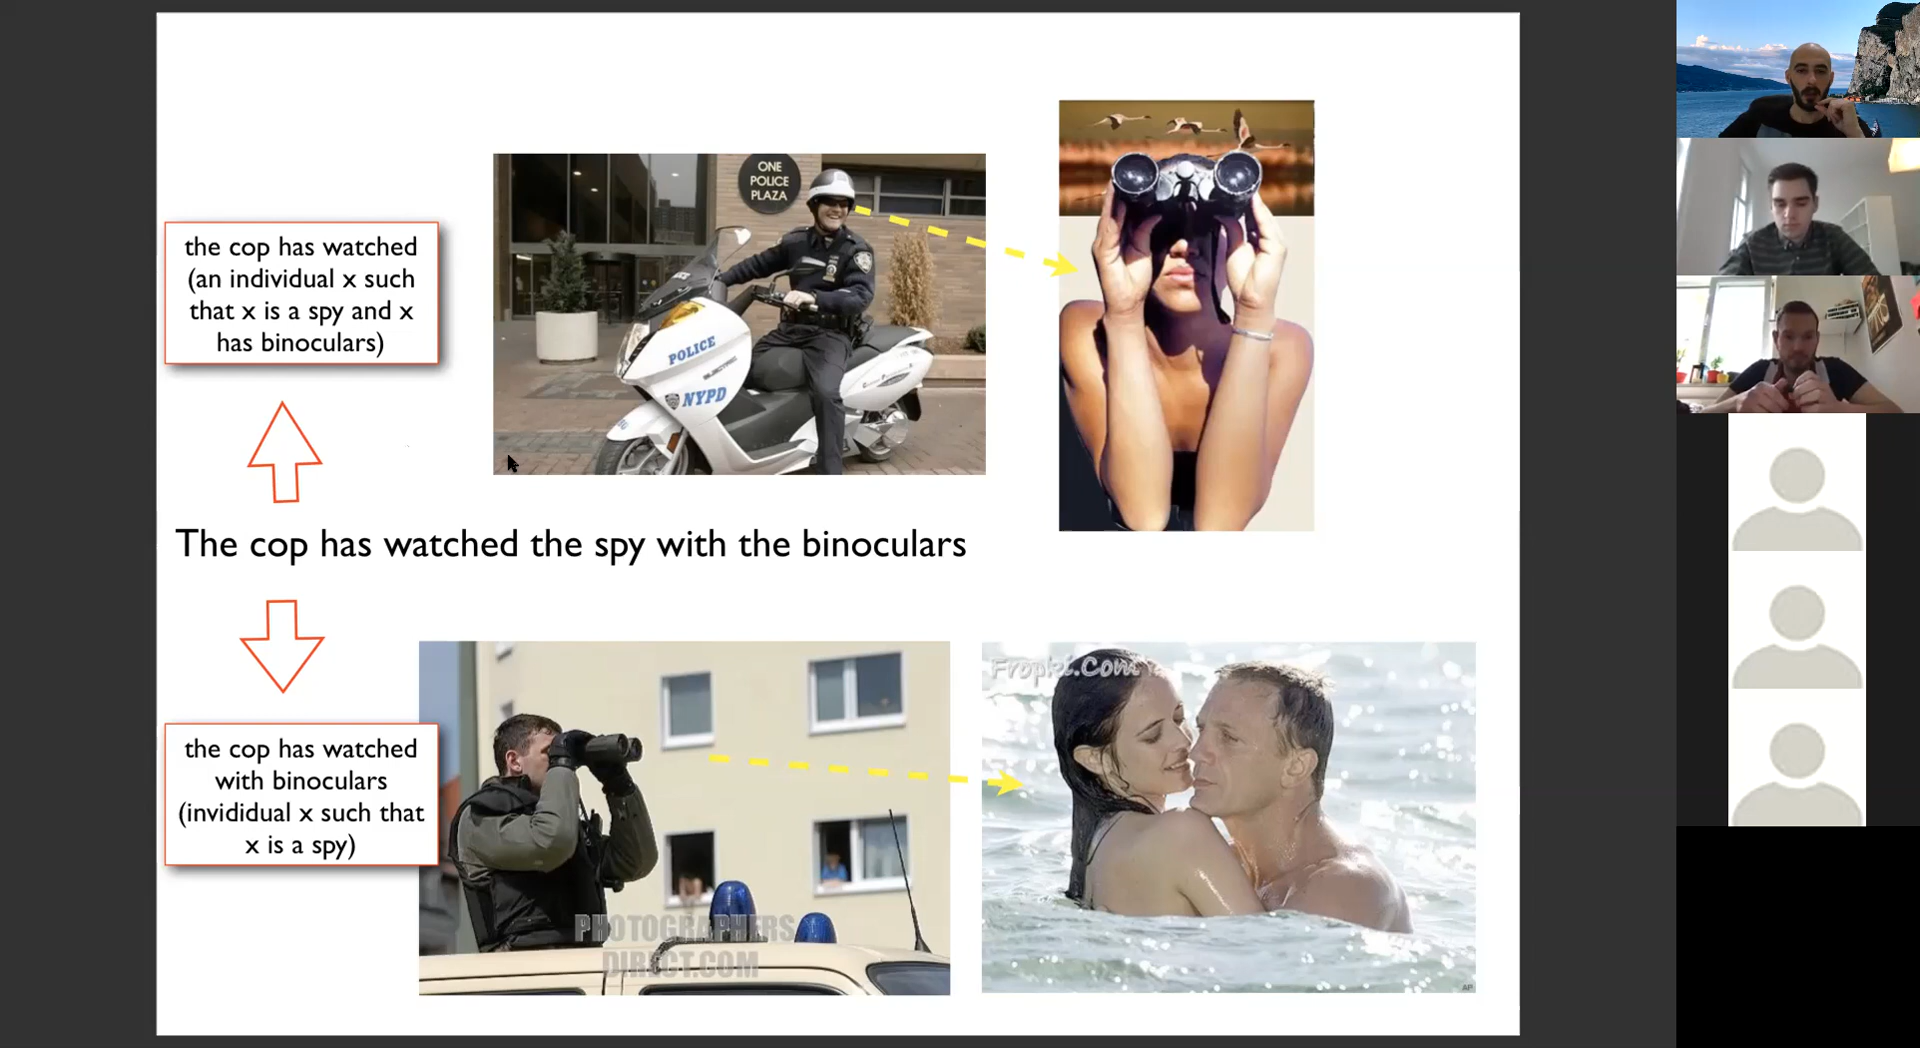 ONE
POLICE
PLAZA
the cop has watched
(an individual x such
that x is a spy and x
has binoculars)
POLICE
NYPD
The cop has watched the spy with the binoculars
Fropki.Com
the cop has watched
with binoculars
(invididual x such that
x is a spy)
PHOTOGRAPHERS
DIRECT.COM
AP